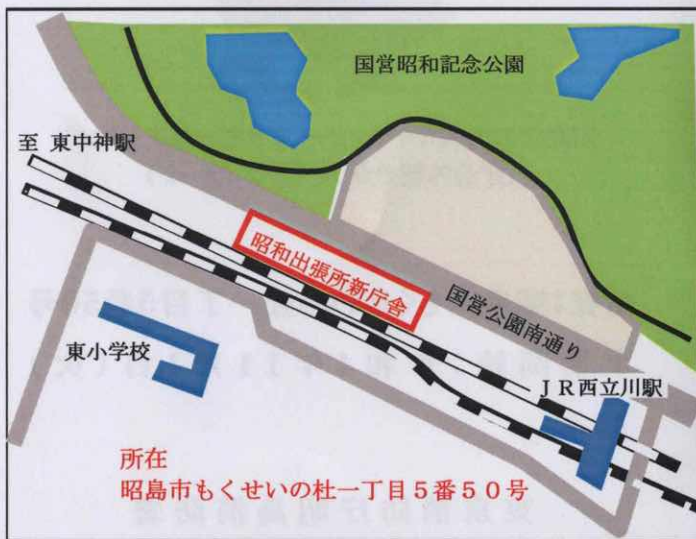 国営昭和記念公園
至 東中神駅
昭和出張所新庁舎
国営公園南通り
東小学校
ＪＲ西立川駅
所在
昭島市もくせいの杜一丁目５番５０号